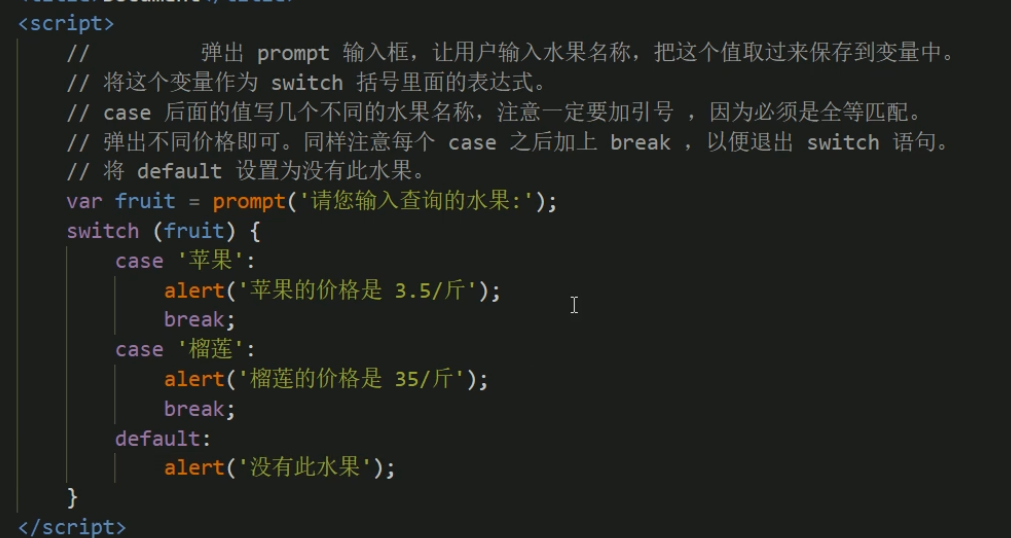 <script>
// 弹出 prompt 输入框，让用户输入水果名称，把这个值取过来保存到变量中。
// 将这个变量作为 switch 括号里面的表达式。
// case 后面的值写几个不同的水果名称，注意一定要加引号 ，因为必须是全等匹配。
// 弹出不同价格即可。同样注意每个 case 之后加上 break ，以便退出 switch 语句。
// 将 default 设置为没有此水果。
var fruit = prompt('请您输入查询的水果:');
switch (fruit) {
case '苹果':
alert('苹果的价格是 3.5/斤');
break;
case '榴莲':
alert('榴莲的价格是 35/斤');
break;
default:
alert('没有此水果');
}
</script>